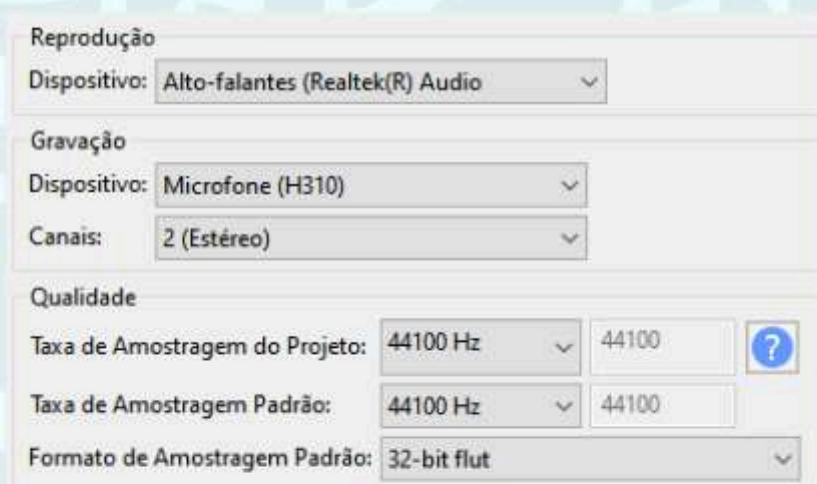 Reprodução
Dispositivo: Alto-falantes (Realtek(R) Audio
Gravação
Dispositivo: Microfone (H310)
Canais: 2 (Estéreo)
Qualidade
Taxa de Amostragem do Projeto: 44100 Hz 44100 ?
Taxa de Amostragem Padrão: 44100 Hz 44100
Formato de Amostragem Padrão: 32-bit flut